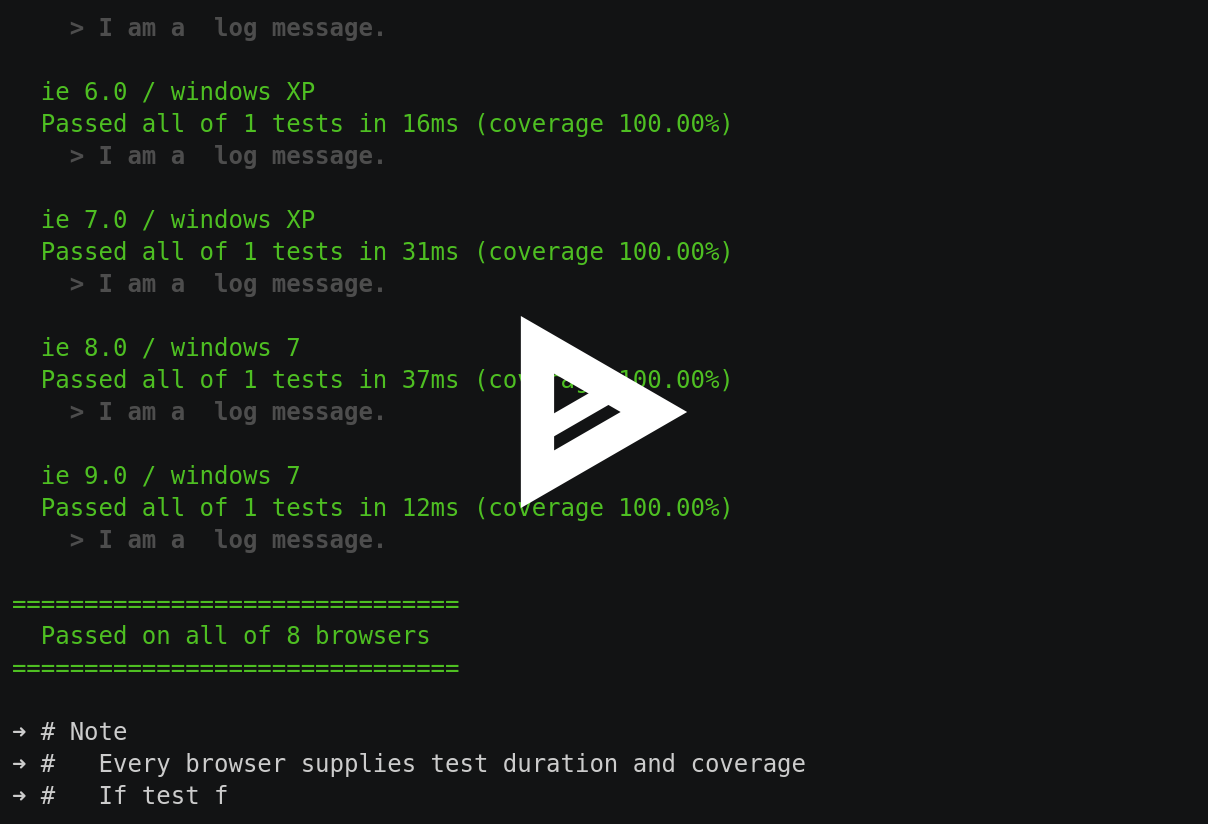 > I am a  log message.
ie 6.0 / windows XP
Passed all of 1 tests in 16ms (coverage 100.00%)
> I am a  log message.
ie 7.0 / windows XP
Passed all of 1 tests in 31ms (coverage 100.00%)
> I am a  log message.
ie 8.0 / windows 7
Passed all of 1 tests in 37ms (coverage 100.00%)
> I am a  log message.
ie 9.0 / windows 7
Passed all of 1 tests in 12ms (coverage 100.00%)
> I am a  log message.
===============================
Passed on all of 8 browsers
===============================
➜ # Note
➜ #   Every browser supplies test duration and coverage
➜ #   If test f